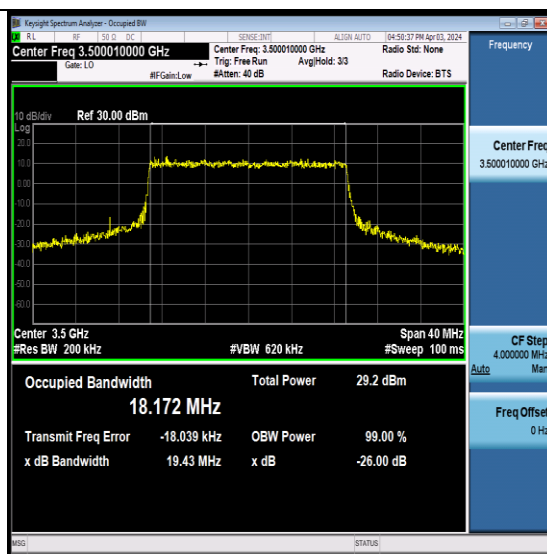 Keysight Spectrum Analyzer - Occupied BW
RL RF 50 Ω DC SENSE:INT ALIGN AUTO 04:50:37 PM Apr 03, 2024
Center Freq 3.500010000 GHz Center Freq: 3.500010000 GHz Radio Std: None
Gate: LO Trig: Free Run Avg|Hold: 3/3
#IFGain:Low #Atten: 40 dB Radio Device: BTS
10 dB/div Ref 30.00 dBm
Log
20.0
10.0
0.00
-10.0
-20.0
-30.0
-40.0
-50.0
-60.0
Center 3.5 GHz Span 40 MHz
#Res BW 200 kHz #VBW 620 kHz #Sweep 100 ms
Occupied Bandwidth Total Power 29.2 dBm
18.172 MHz
Transmit Freq Error -18.039 kHz OBW Power 99.00 %
x dB Bandwidth 19.43 MHz x dB -26.00 dB
MSG STATUS
Frequency
Center Freq
3.500010000 GHz
CF Step
4.000000 MHz
Auto Man
Freq Offset
0 Hz